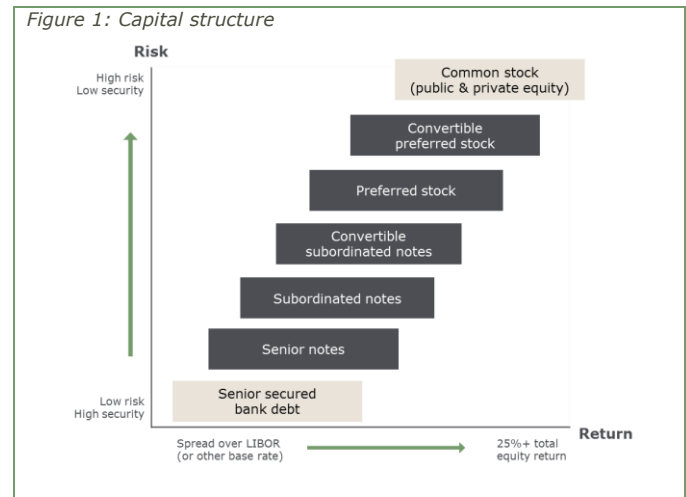 Figure 1: Capital structure
Risk
High risk
Low security
Common stock
(public & private equity)
Convertible
preferred stock
Preferred stock
Convertible
subordinated notes
Subordinated notes
Senior notes
Low risk
High security
Senior secured
bank debt
Spread over LIBOR
(or other base rate)
25%+ total
equity return
Return